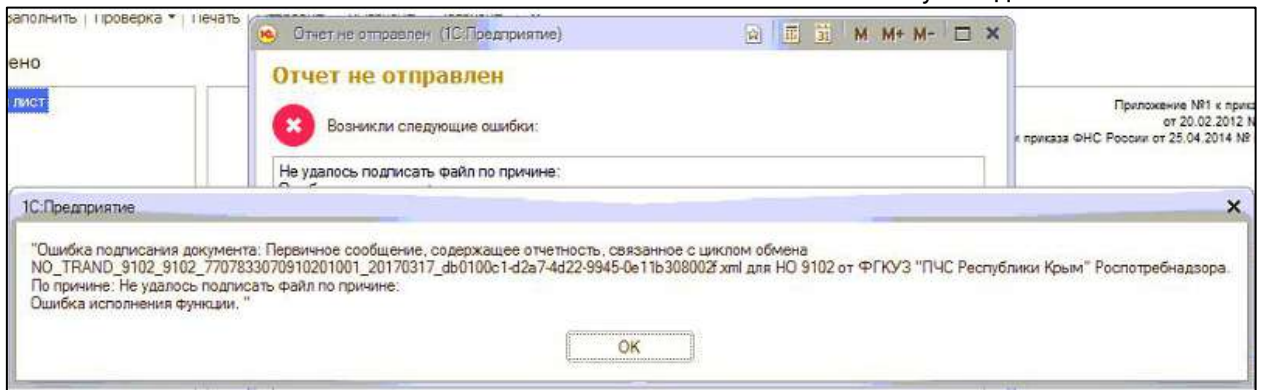 Заполнить Проверка Печать
Отчет не отправлен (1С:Предприятие)
31 M M+ M-
ено
Отчет не отправлен
лист
Приложение №1 к
от 20.02.2012
Возникли следующие ошибки:
приказа ФНС России от 25.04.2014 №
Не удалось подписать файл по причине:
1С:Предприятие
"Ошибка подписания документа: Первичное сообщение, содержащее отчетность, связанное с циклом обмена
NO_TRAND_9102_9102_7707833070910201001_20170317_db0100c1-d2a7-4d22-9945-0e11b308002f.xml для НО 9102 от ФГКУЗ "ПЧС Республики Крым" Роспотребнадзора.
По причине: Не удалось подписать файл по причине:
Ошибка исполнения функции. "
OK